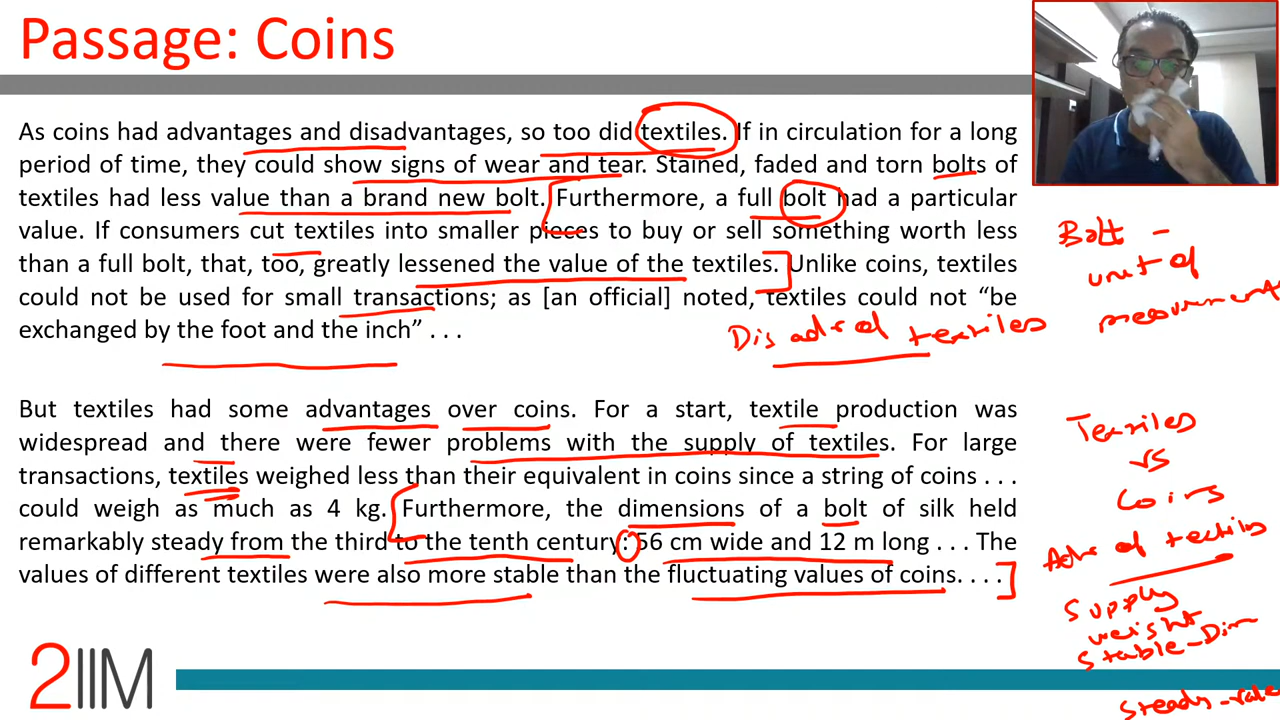 Passage: Coins
As coins had advantages and disadvantages, so too did textiles. If in circulation for a long
period of time, they could show signs of wear and tear. Stained, faded and torn bolts of
textiles had less value than a brand new bolt. Furthermore, a full bolt had a particular
value. If consumers cut textiles into smaller pieces to buy or sell something worth less
than a full bolt, that, too, greatly lessened the value of the textiles. Unlike coins, textiles
could not be used for small transactions; as [an official] noted, textiles could not “be
exchanged by the foot and the inch” . . .
Disadv of textiles
But textiles had some advantages over coins. For a start, textile production was
widespread and there were fewer problems with the supply of textiles. For large
transactions, textiles weighed less than their equivalent in coins since a string of coins . . .
could weigh as much as 4 kg. Furthermore, the dimensions of a bolt of silk held
remarkably steady from the third to the tenth century: 56 cm wide and 12 m long . . . The
values of different textiles were also more stable than the fluctuating values of coins. . . .
Bolt -
unit of
measurement
Textiles
vs
Coins
Adv of textiles
Supply
weight
Stable-Dim
Steady-value
2IIM